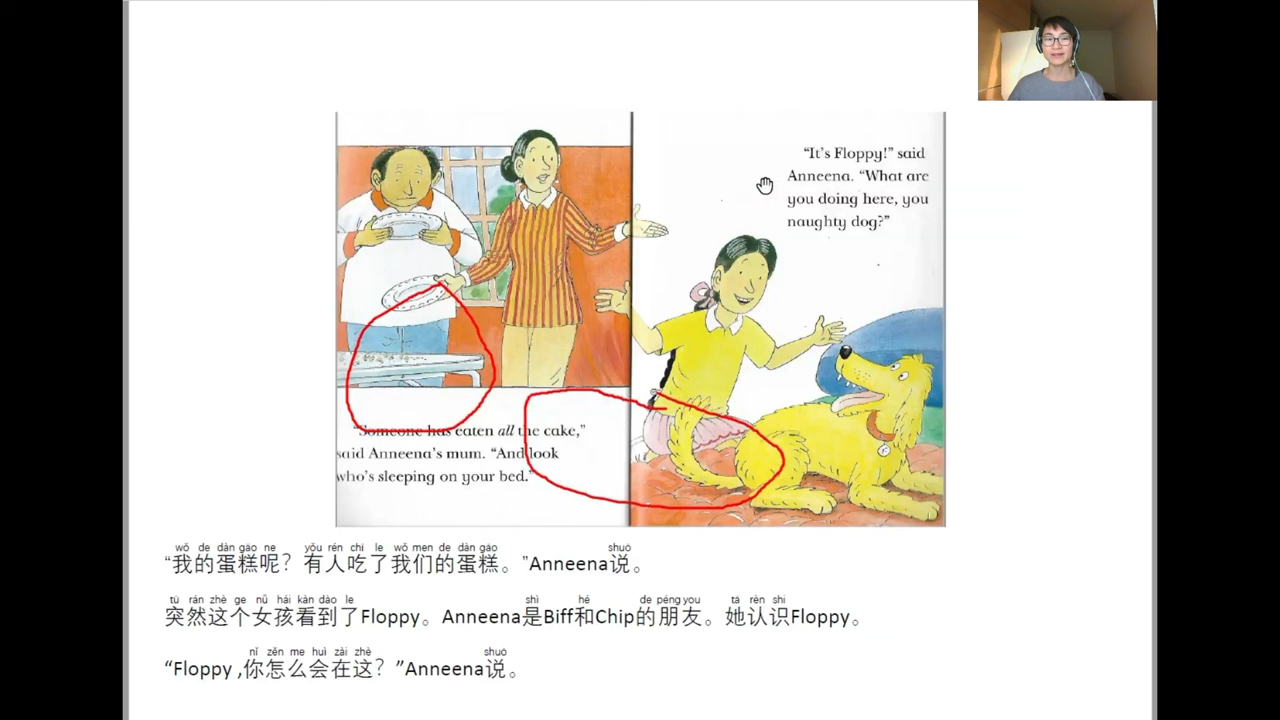 “It’s Floppy!” said
Anneena. “What are
you doing here, you
naughty dog?”
“Someone has eaten all the cake,”
said Anneena’s mum. “And look
who’s sleeping on your bed.”
F
wǒ de dàn gāo ne yǒu rén chī le wǒ men de dàn gāo shuō
“我的蛋糕呢？有人吃了我们的蛋糕。”Anneena说。
tū rán zhè ge nǚ hái kàn dào le shì hé de péng you tā rèn shi
突然这个女孩看到了Floppy。Anneena是Biff和Chip的朋友。她认识Floppy。
nǐ zěn me huì zài zhè shuō
“Floppy ,你怎么会在这？”Anneena说。